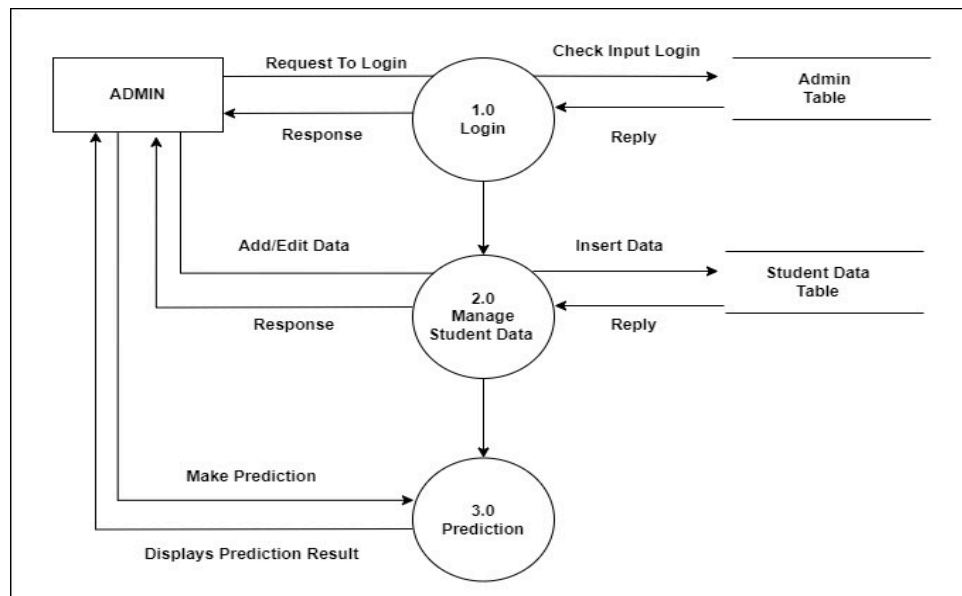 Request To Login
Check Input Login
ADMIN
Admin
Table
1.0
Login
Response
Reply
Add/Edit Data
Insert Data
Student Data
Table
2.0
Manage
Student Data
Response
Reply
Make Prediction
3.0
Prediction
Displays Prediction Result